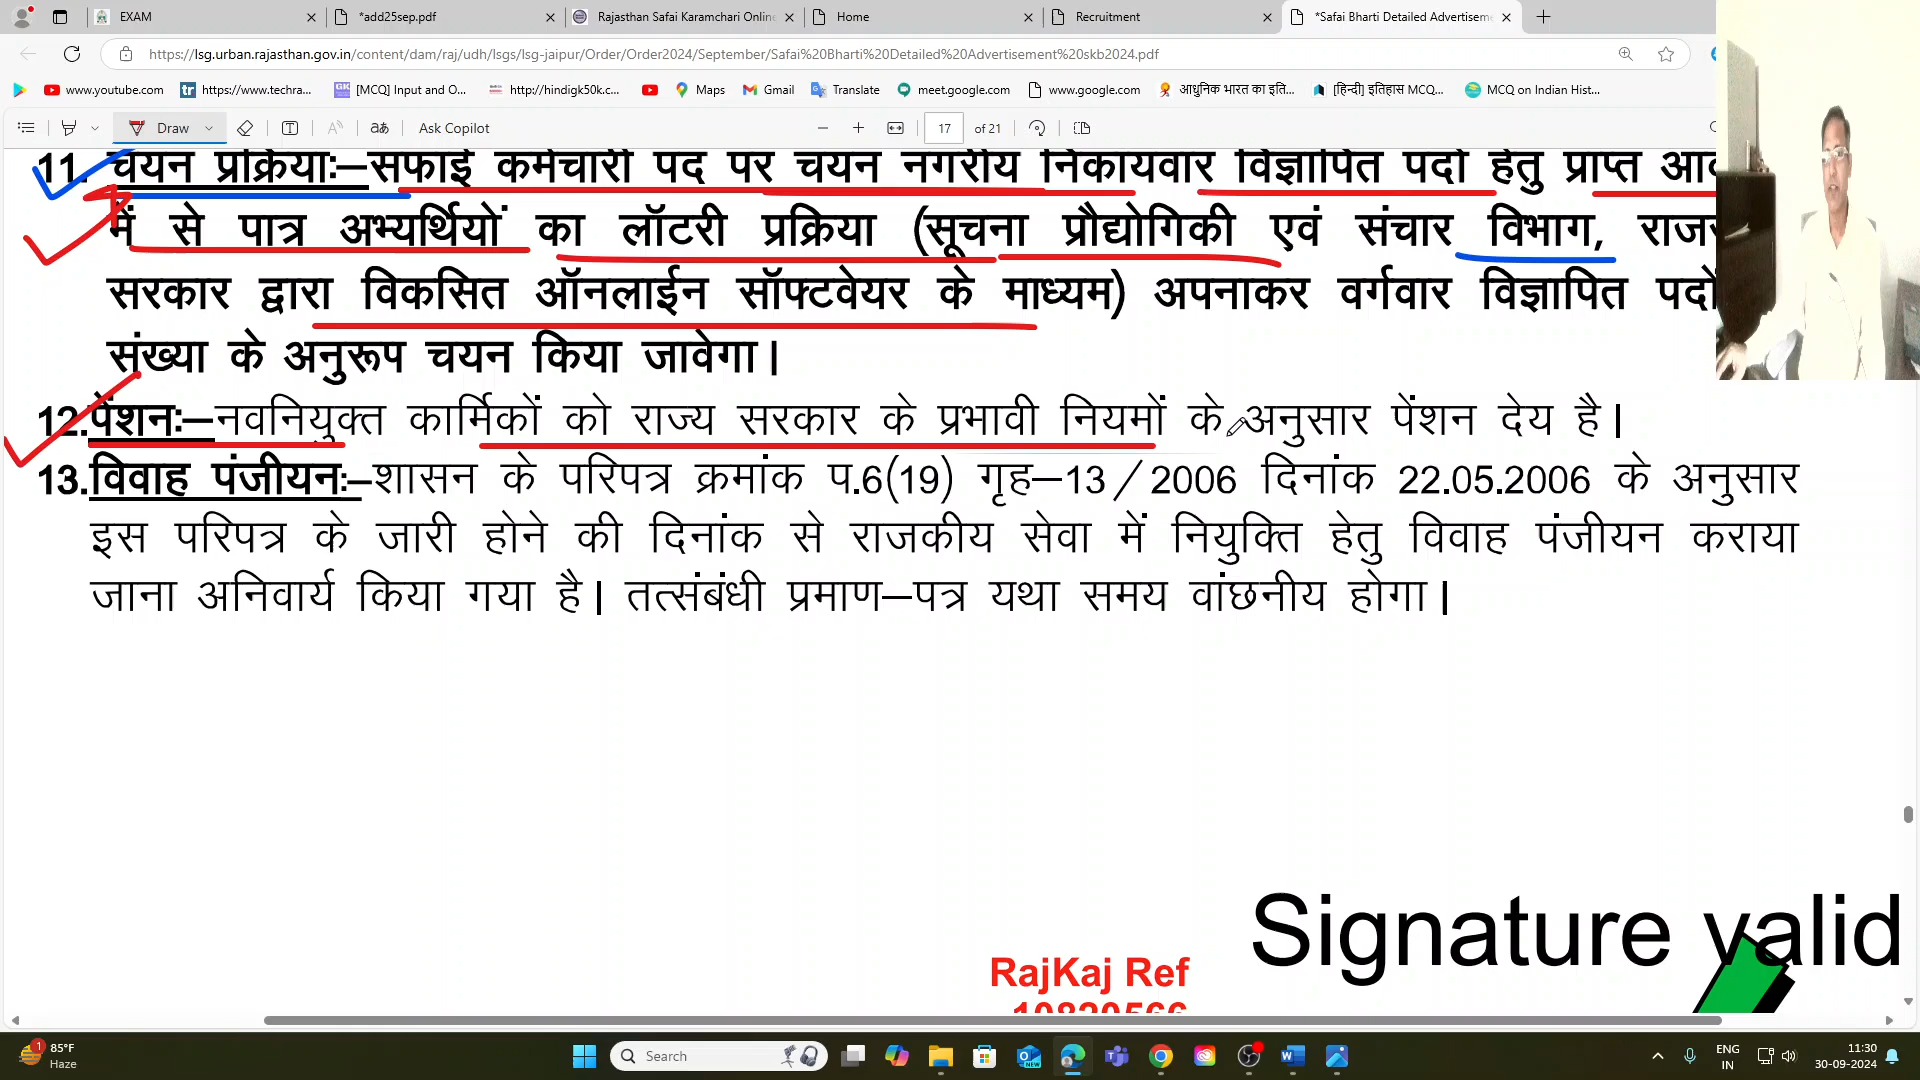 EXAM *add25sep.pdf Rajasthan Safai Karamchari Onlin Home Recruitment *Safai Bharti Detailed Advertisem
https://lsg.urban.rajasthan.gov.in/content/dam/raj/udh/lsgs/lsg-jaipur/Order/Order2024/September/Safai%20Bharti%20Detailed%20Advertisement%20skb2024.pdf
www.youtube.com https://www.techra... [MCQ] Input and O... http://hindigk50k.c... Maps Gmail Translate meet.google.com www.google.com आधुनिक भारत का इति... [हिन्दी] इतिहास MCQ... MCQ on Indian Hist...
Draw Ask Copilot 17 of 21
11. चयन प्रक्रियाः–सफाई कर्मचारी पद पर चयन नगरीय निकायवार विज्ञापित पदों हेतु प्राप्त
में से पात्र अभ्यर्थियों का लॉटरी प्रक्रिया (सूचना प्रौद्योगिकी एवं संचार विभाग,
सरकार द्वारा विकसित ऑनलाईन सॉफ्टवेयर के माध्यम) अपनाकर वर्गवार विज्ञापित
संख्या के अनुरूप चयन किया जावेगा।
12.पेंशनः–नवनियुक्त कार्मिकों को राज्य सरकार के प्रभावी नियमों के अनुसार पेंशन देय है।
13.विवाह पंजीयनः–शासन के परिपत्र क्रमांक प.6(19) गृह–13/2006 दिनांक 22.05.2006 के अनुसार
इस परिपत्र के जारी होने की दिनांक से राजकीय सेवा में नियुक्ति हेतु विवाह पंजीयन कराया
जाना अनिवार्य किया गया है। तत्संबंधी प्रमाण–पत्र यथा समय वांछनीय होगा।
Signature valid
RajKaj Ref
10820566
85°F
Haze
Search
ENG
IN
11:30
30-09-2024